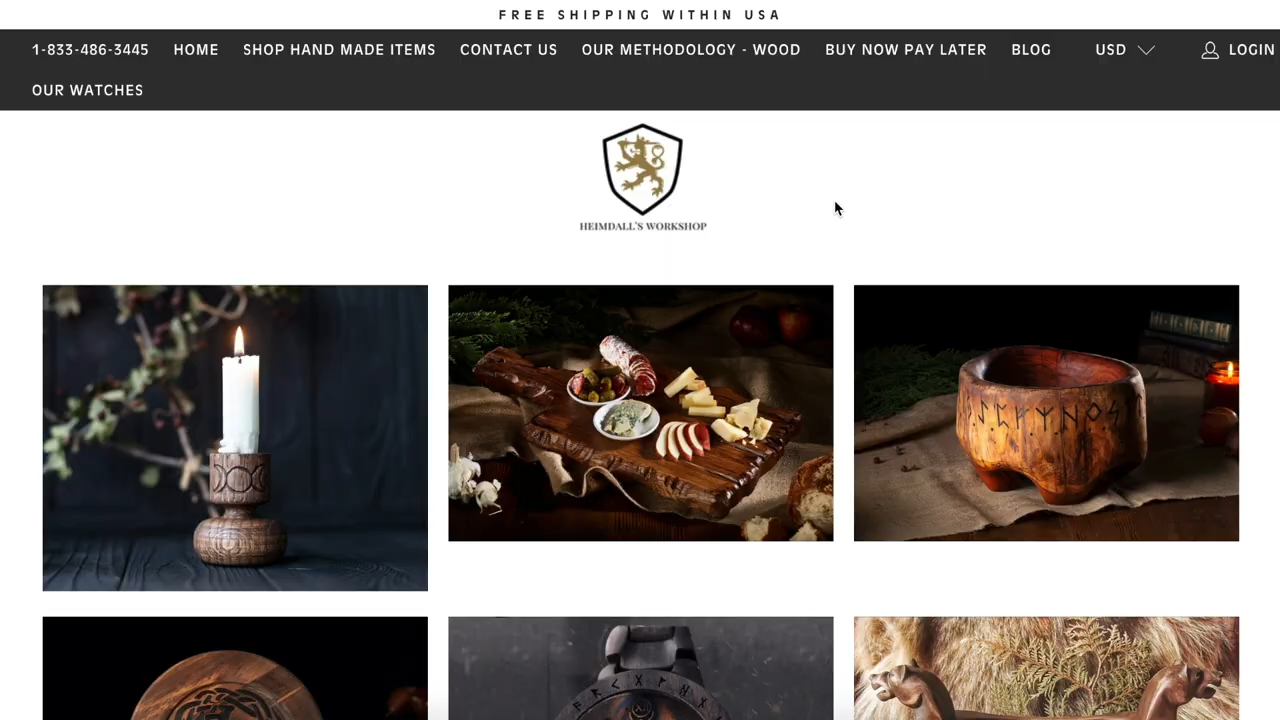 FREE SHIPPING WITHIN USA
1-833-486-3445 HOME SHOP HAND MADE ITEMS CONTACT US OUR METHODOLOGY - WOOD BUY NOW PAY LATER BLOG USD LOGIN
OUR WATCHES
HEIMDALL'S WORKSHOP